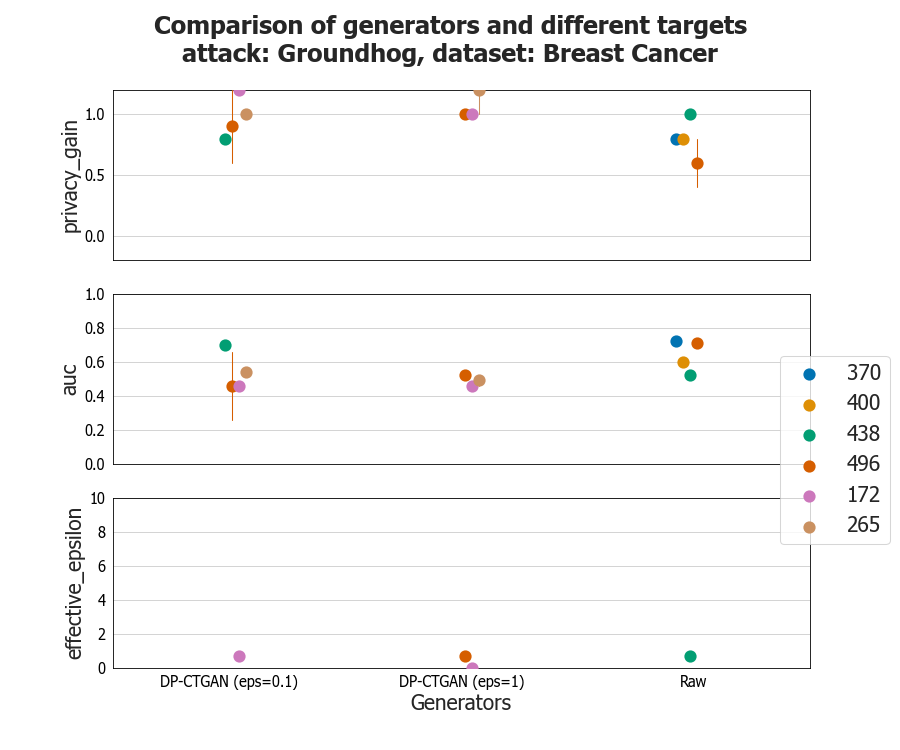 Comparison of generators and different targets
attack: Groundhog, dataset: Breast Cancer
privacy_gain
1.0
0.5
0.0
auc
1.0
0.8
0.6
0.4
0.2
0.0
370
400
438
496
172
265
effective_epsilon
10
8
6
4
2
0
DP-CTGAN (eps=0.1)
DP-CTGAN (eps=1)
Raw
Generators